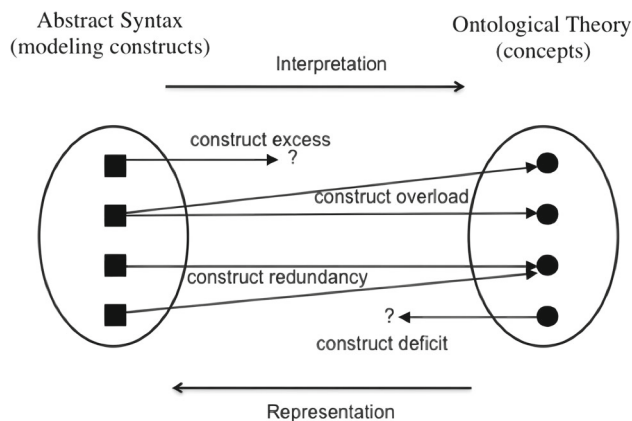 Abstract Syntax
(modeling constructs)
Ontological Theory
(concepts)
Interpretation
construct excess
?
construct overload
construct redundancy
?
construct deficit
Representation